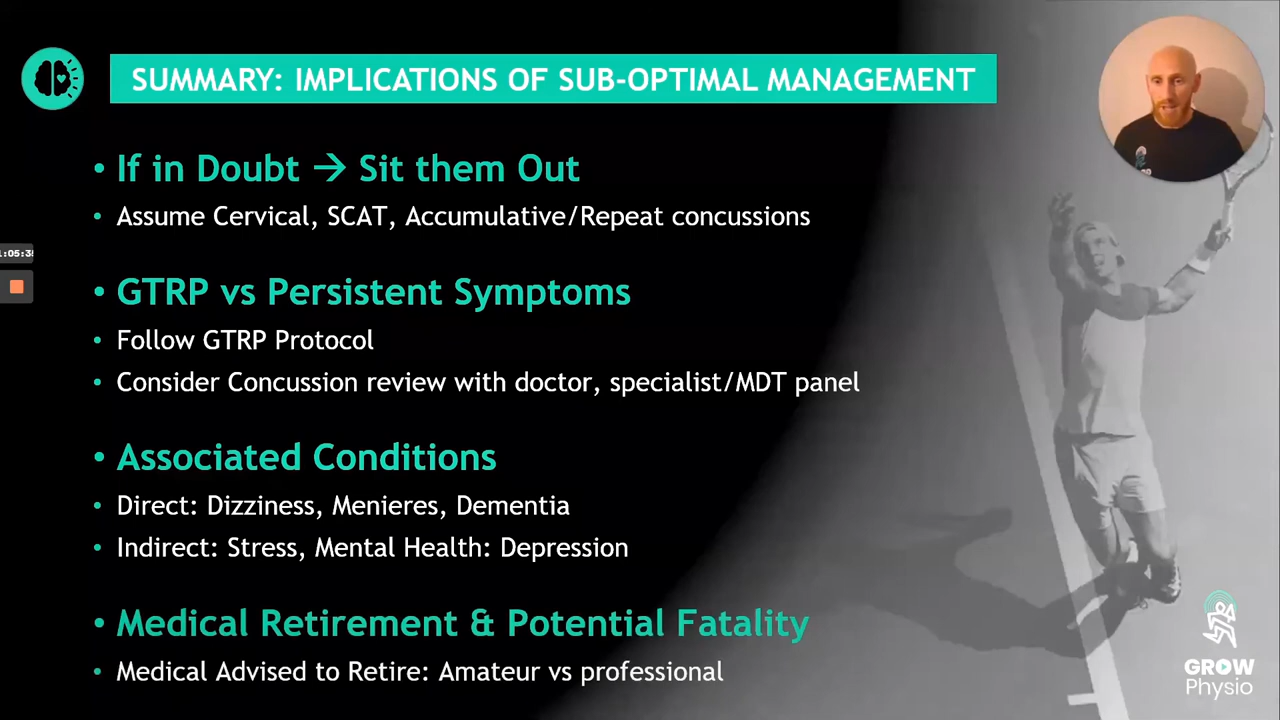 SUMMARY: IMPLICATIONS OF SUB-OPTIMAL MANAGEMENT
• If in Doubt → Sit them Out
• Assume Cervical, SCAT, Accumulative/Repeat concussions
• GTRP vs Persistent Symptoms
• Follow GTRP Protocol
• Consider Concussion review with doctor, specialist/MDT panel
• Associated Conditions
• Direct: Dizziness, Menieres, Dementia
• Indirect: Stress, Mental Health: Depression
• Medical Retirement & Potential Fatality
• Medical Advised to Retire: Amateur vs professional
GROW
Physio